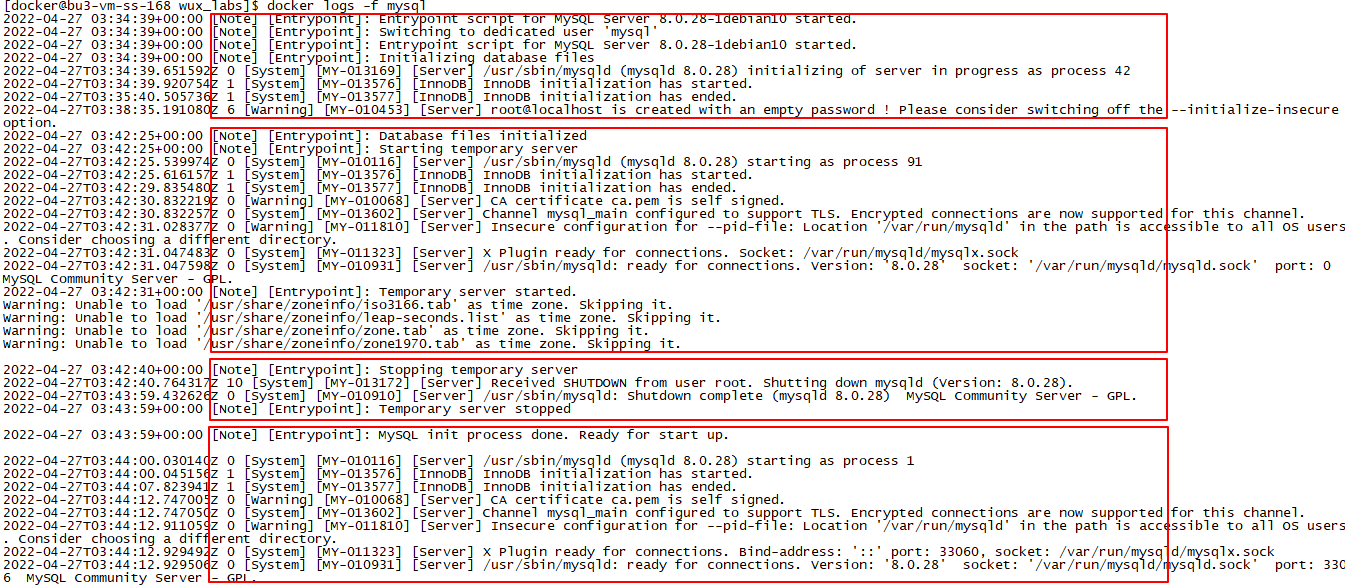 [docker@bu3-vm-ss-168 wux_labs]$ docker logs -f mysql
2022-04-27 03:34:39+00:00 [Note] [Entrypoint]: Entrypoint script for MySQL Server 8.0.28-1debian10 started.
2022-04-27 03:34:39+00:00 [Note] [Entrypoint]: Switching to dedicated user 'mysql'
2022-04-27 03:34:39+00:00 [Note] [Entrypoint]: Entrypoint script for MySQL Server 8.0.28-1debian10 started.
2022-04-27 03:34:39+00:00 [Note] [Entrypoint]: Initializing database files
2022-04-27T03:34:39.651592Z 0 [System] [MY-013169] [Server] /usr/sbin/mysqld (mysqld 8.0.28) initializing of server in progress as process 42
2022-04-27T03:34:39.920754Z 1 [System] [MY-013576] [InnoDB] InnoDB initialization has started.
2022-04-27T03:35:40.505736Z 1 [System] [MY-013577] [InnoDB] InnoDB initialization has ended.
2022-04-27T03:38:35.191080Z 6 [Warning] [MY-010453] [Server] root@localhost is created with an empty password ! Please consider switching off the --initialize-insecure
option.
2022-04-27 03:42:25+00:00 [Note] [Entrypoint]: Database files initialized
2022-04-27 03:42:25+00:00 [Note] [Entrypoint]: Starting temporary server
2022-04-27T03:42:25.539974Z 0 [System] [MY-010116] [Server] /usr/sbin/mysqld (mysqld 8.0.28) starting as process 91
2022-04-27T03:42:25.616157Z 1 [System] [MY-013576] [InnoDB] InnoDB initialization has started.
2022-04-27T03:42:29.835480Z 1 [System] [MY-013577] [InnoDB] InnoDB initialization has ended.
2022-04-27T03:42:30.832219Z 0 [Warning] [MY-010068] [Server] CA certificate ca.pem is self signed.
2022-04-27T03:42:30.832257Z 0 [System] [MY-013602] [Server] Channel mysql_main configured to support TLS. Encrypted connections are now supported for this channel.
2022-04-27T03:42:31.028377Z 0 [Warning] [MY-011810] [Server] Insecure configuration for --pid-file: Location '/var/run/mysqld' in the path is accessible to all OS users
. Consider choosing a different directory.
2022-04-27T03:42:31.047483Z 0 [System] [MY-011323] [Server] X Plugin ready for connections. Socket: /var/run/mysqld/mysqlx.sock
2022-04-27T03:42:31.047598Z 0 [System] [MY-010931] [Server] /usr/sbin/mysqld: ready for connections. Version: '8.0.28'  socket: '/var/run/mysqld/mysqld.sock'  port: 0
MySQL Community Server - GPL.
2022-04-27 03:42:31+00:00 [Note] [Entrypoint]: Temporary server started.
Warning: Unable to load '/usr/share/zoneinfo/iso3166.tab' as time zone. Skipping it.
Warning: Unable to load '/usr/share/zoneinfo/leap-seconds.list' as time zone. Skipping it.
Warning: Unable to load '/usr/share/zoneinfo/zone.tab' as time zone. Skipping it.
Warning: Unable to load '/usr/share/zoneinfo/zone1970.tab' as time zone. Skipping it.
2022-04-27 03:42:40+00:00 [Note] [Entrypoint]: Stopping temporary server
2022-04-27T03:42:40.764317Z 10 [System] [MY-013172] [Server] Received SHUTDOWN from user root. Shutting down mysqld (Version: 8.0.28).
2022-04-27T03:43:59.432626Z 0 [System] [MY-010910] [Server] /usr/sbin/mysqld: Shutdown complete (mysqld 8.0.28)  MySQL Community Server - GPL.
2022-04-27 03:43:59+00:00 [Note] [Entrypoint]: Temporary server stopped
2022-04-27 03:43:59+00:00 [Note] [Entrypoint]: MySQL init process done. Ready for start up.
2022-04-27T03:44:00.030140Z 0 [System] [MY-010116] [Server] /usr/sbin/mysqld (mysqld 8.0.28) starting as process 1
2022-04-27T03:44:00.045156Z 1 [System] [MY-013576] [InnoDB] InnoDB initialization has started.
2022-04-27T03:44:07.823941Z 1 [System] [MY-013577] [InnoDB] InnoDB initialization has ended.
2022-04-27T03:44:12.747005Z 0 [Warning] [MY-010068] [Server] CA certificate ca.pem is self signed.
2022-04-27T03:44:12.747050Z 0 [System] [MY-013602] [Server] Channel mysql_main configured to support TLS. Encrypted connections are now supported for this channel.
2022-04-27T03:44:12.911059Z 0 [Warning] [MY-011810] [Server] Insecure configuration for --pid-file: Location '/var/run/mysqld' in the path is accessible to all OS users
. Consider choosing a different directory.
2022-04-27T03:44:12.929492Z 0 [System] [MY-011323] [Server] X Plugin ready for connections. Bind-address: '::' port: 33060, socket: /var/run/mysqld/mysqlx.sock
2022-04-27T03:44:12.929506Z 0 [System] [MY-010931] [Server] /usr/sbin/mysqld: ready for connections. Version: '8.0.28'  socket: '/var/run/mysqld/mysqld.sock'  port: 330
6  MySQL Community Server - GPL.